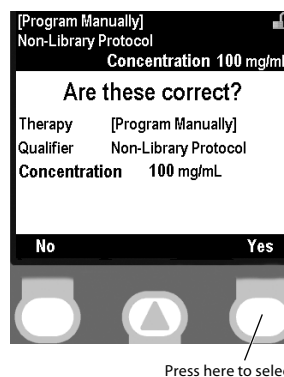 [Program Manually]
Non-Library Protocol
Concentration 100 mg/mL
Are these correct?
Therapy [Program Manually]
Qualifier Non-Library Protocol
Concentration 100 mg/mL
No Yes
Press here to selec